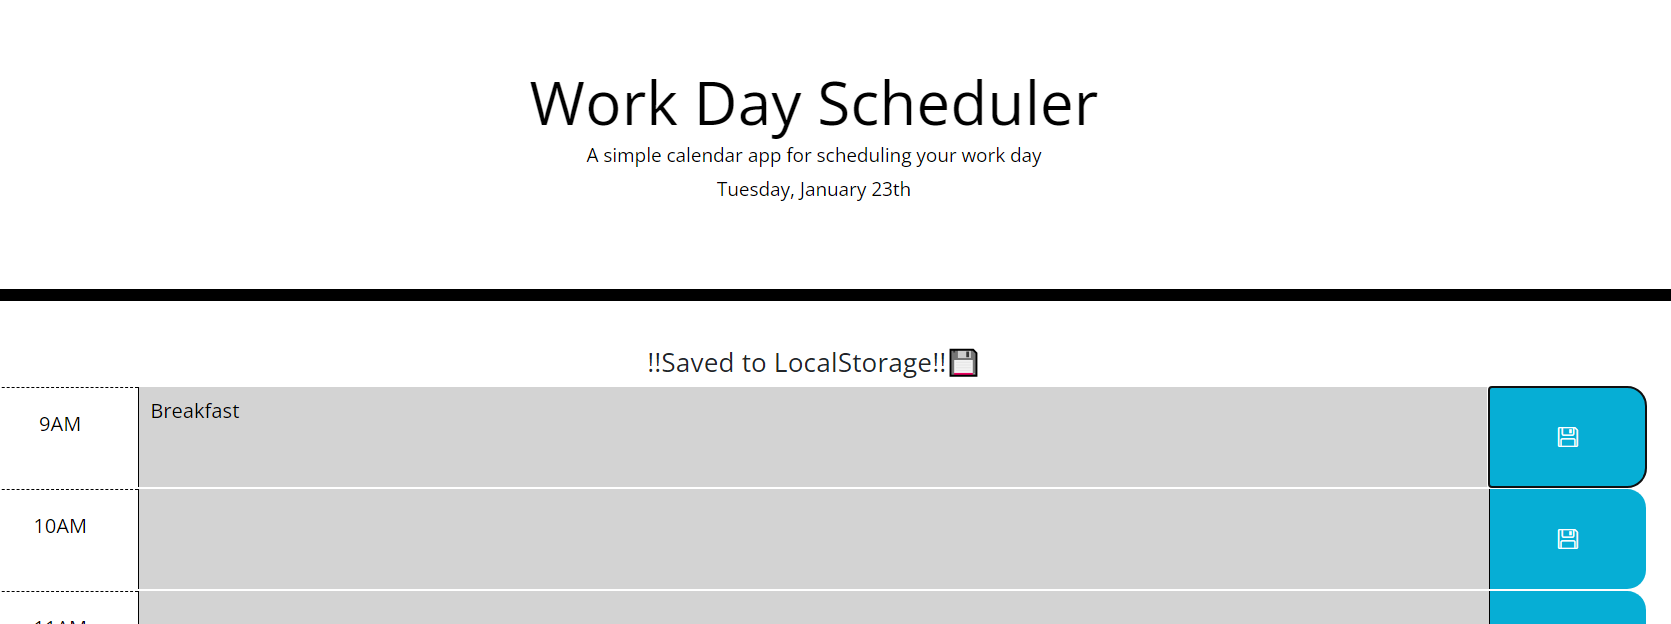 Work Day Scheduler
A simple calendar app for scheduling your work day
Tuesday, January 23th
!!Saved to LocalStorage!!💾
9AM
Breakfast
10AM
11AM